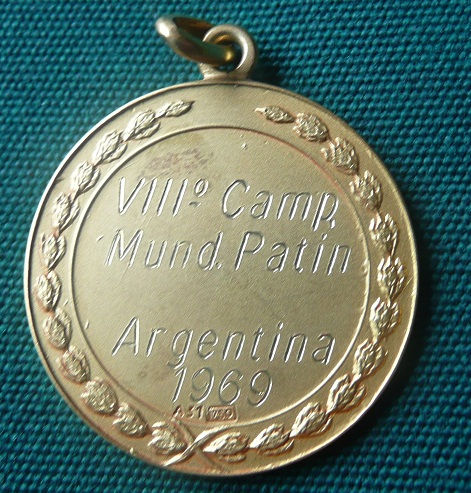 VIIIº Camp.
Mund. Patin
Argentina
1969